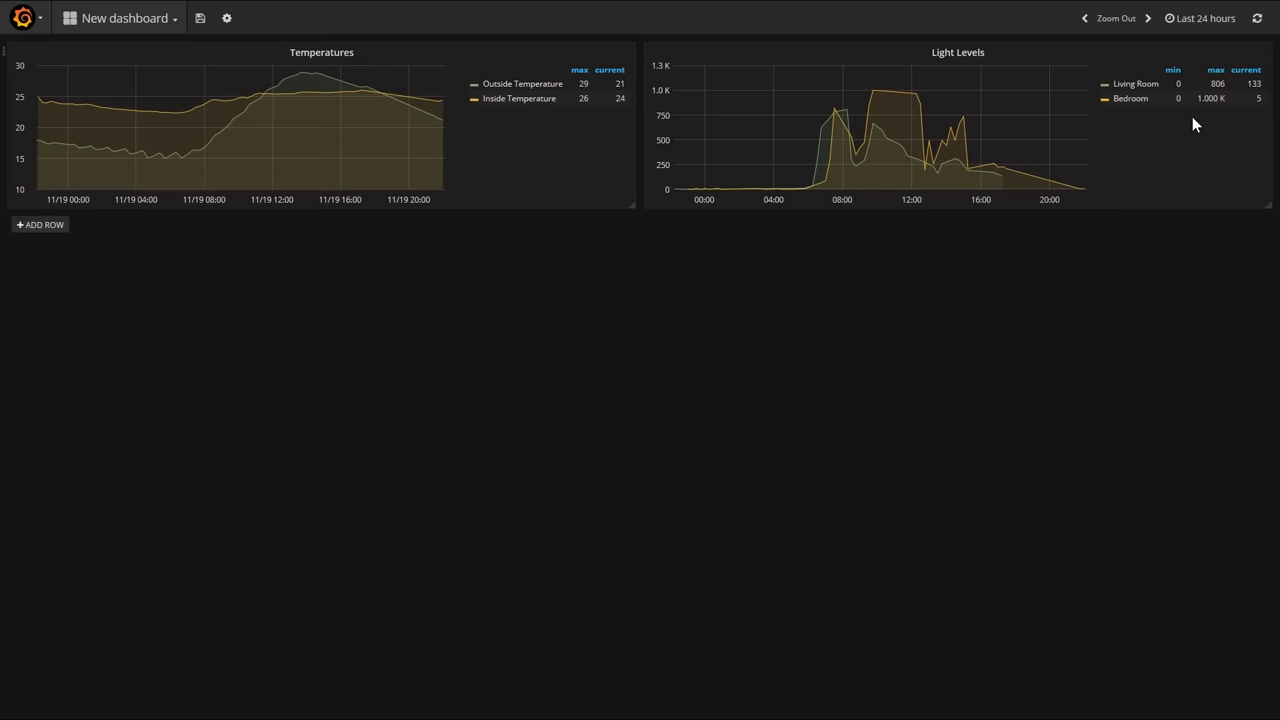 New dashboard
Zoom Out
Last 24 hours
Temperatures
30
25
20
15
10
11/19 00:00 11/19 04:00 11/19 08:00 11/19 12:00 11/19 16:00 11/19 20:00
max current
Outside Temperature 29 21
Inside Temperature 26 24
Light Levels
1.3 K
1.0 K
750
500
250
0
00:00 04:00 08:00 12:00 16:00 20:00
min max current
Living Room 0 806 133
Bedroom 0 1.000 K 5
+ ADD ROW